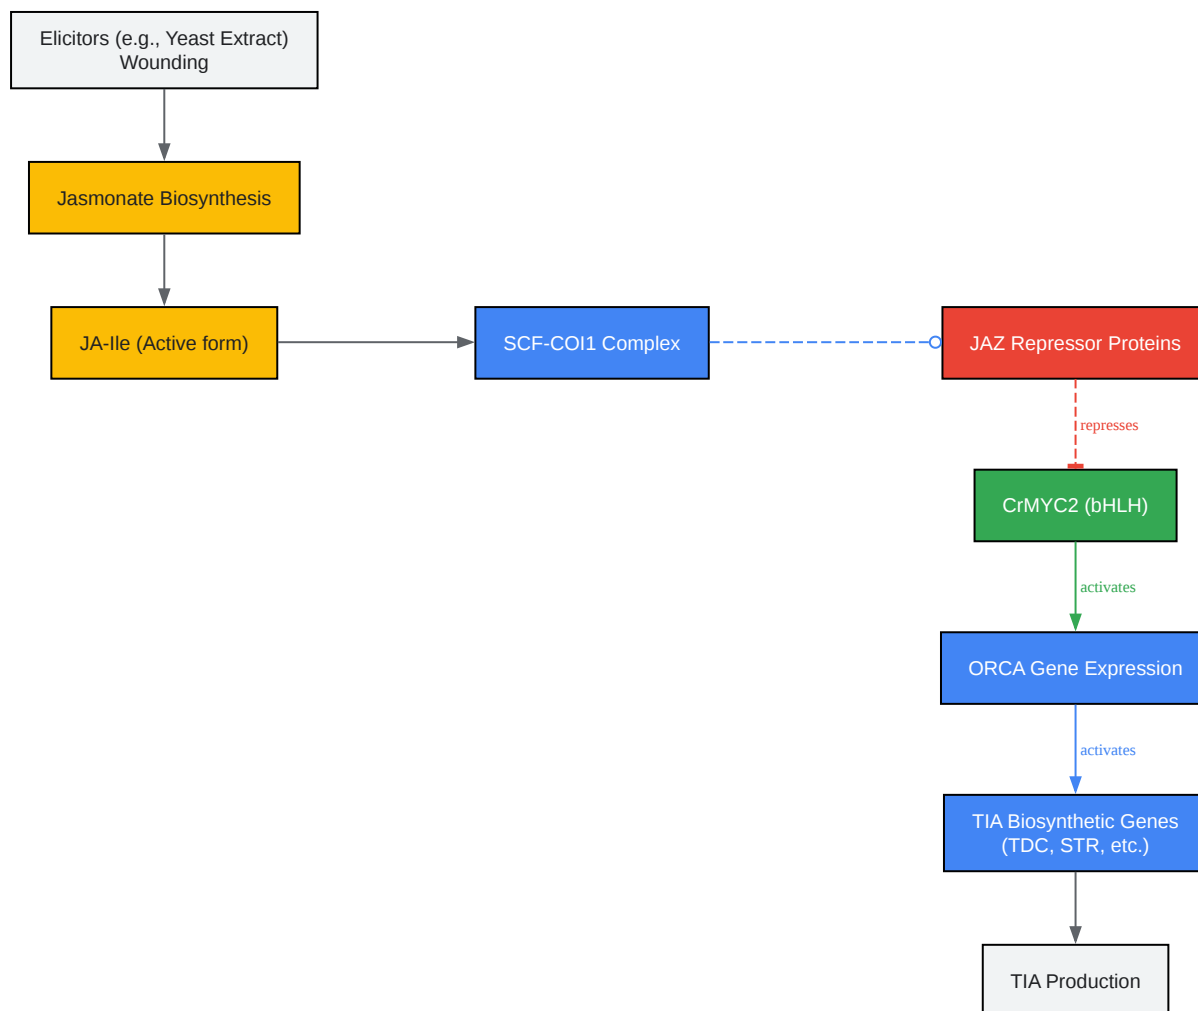 Elicitors (e.g., Yeast Extract)
Wounding
Jasmonate Biosynthesis
JA-Ile (Active form)
SCF-COI1 Complex
JAZ Repressor Proteins
represses
CrMYC2 (bHLH)
activates
ORCA Gene Expression
activates
TIA Biosynthetic Genes
(TDC, STR, etc.)
TIA Production